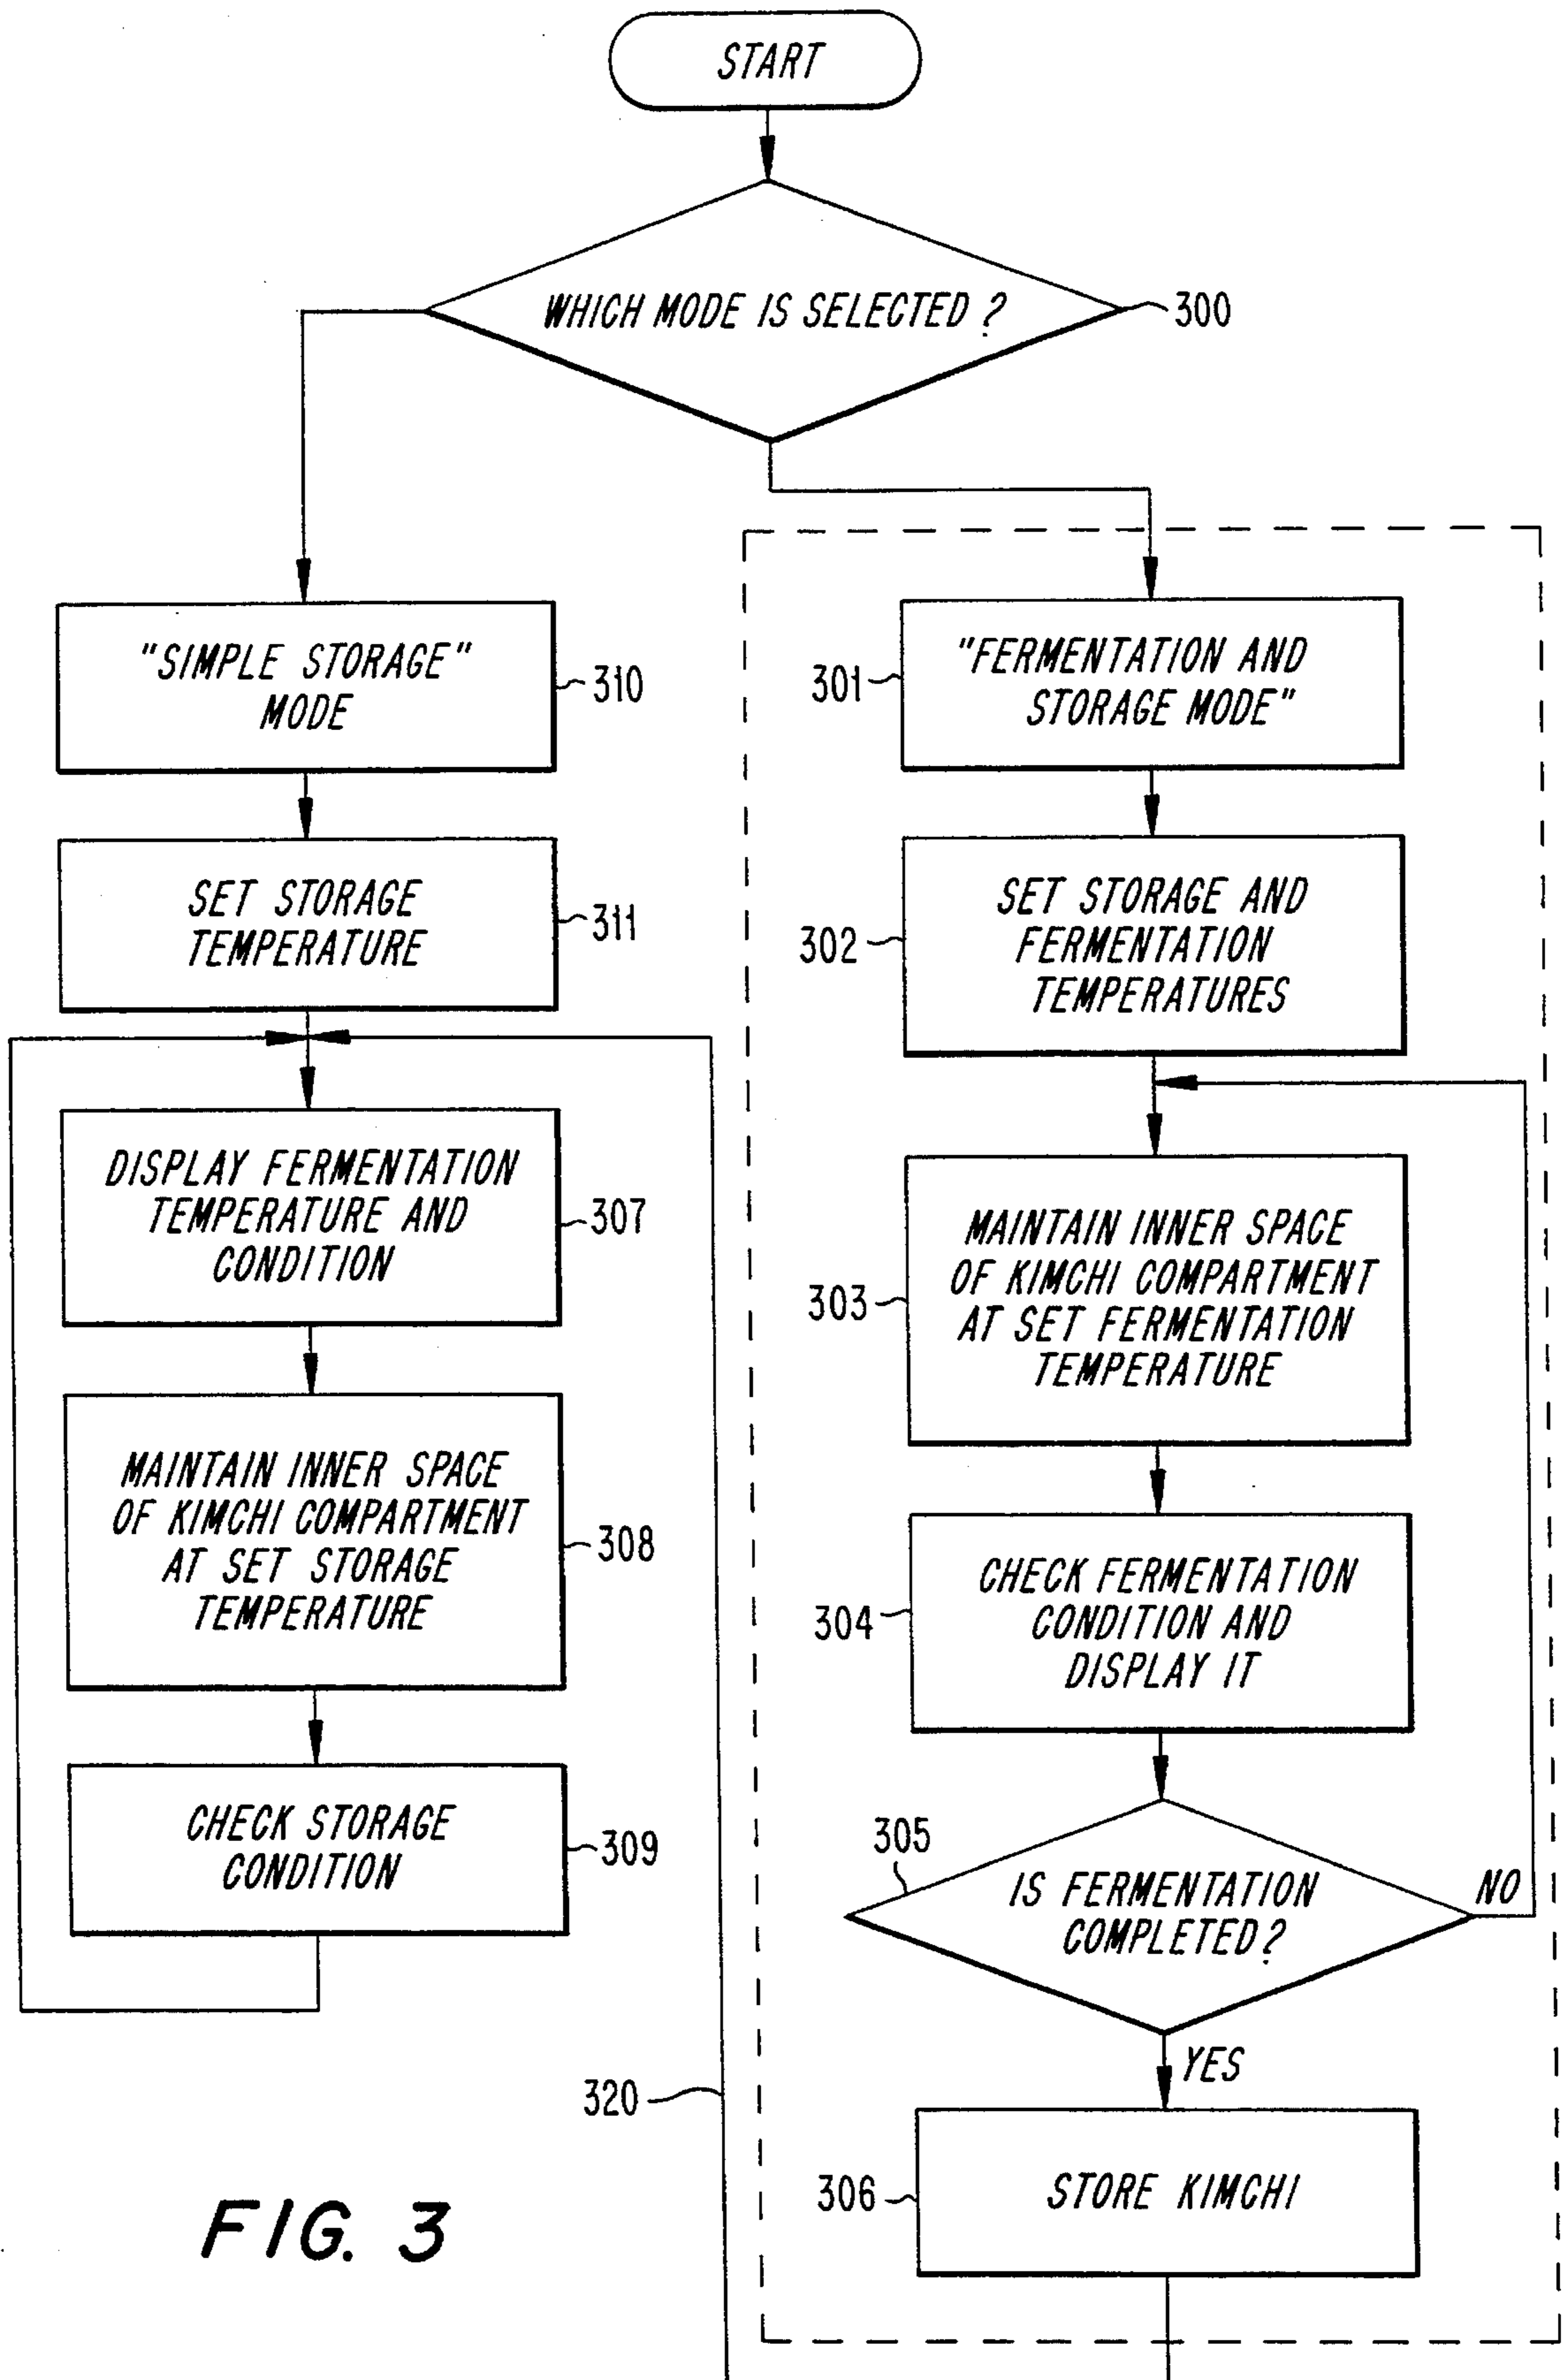 START
WHICH MODE IS SELECTED ?
300
"SIMPLE STORAGE"
MODE
310
SET STORAGE
TEMPERATURE
311
DISPLAY FERMENTATION
TEMPERATURE AND
CONDITION
307
MAINTAIN INNER SPACE
OF KIMCHI COMPARTMENT
AT SET STORAGE
TEMPERATURE
308
CHECK STORAGE
CONDITION
309
"FERMENTATION AND
STORAGE MODE"
301
SET STORAGE AND
FERMENTATION
TEMPERATURES
302
MAINTAIN INNER SPACE
OF KIMCHI COMPARTMENT
AT SET FERMENTATION
TEMPERATURE
303
CHECK FERMENTATION
CONDITION AND
DISPLAY IT
304
305
IS FERMENTATION
COMPLETED?
NO
YES
320
STORE KIMCHI
306
FIG. 3